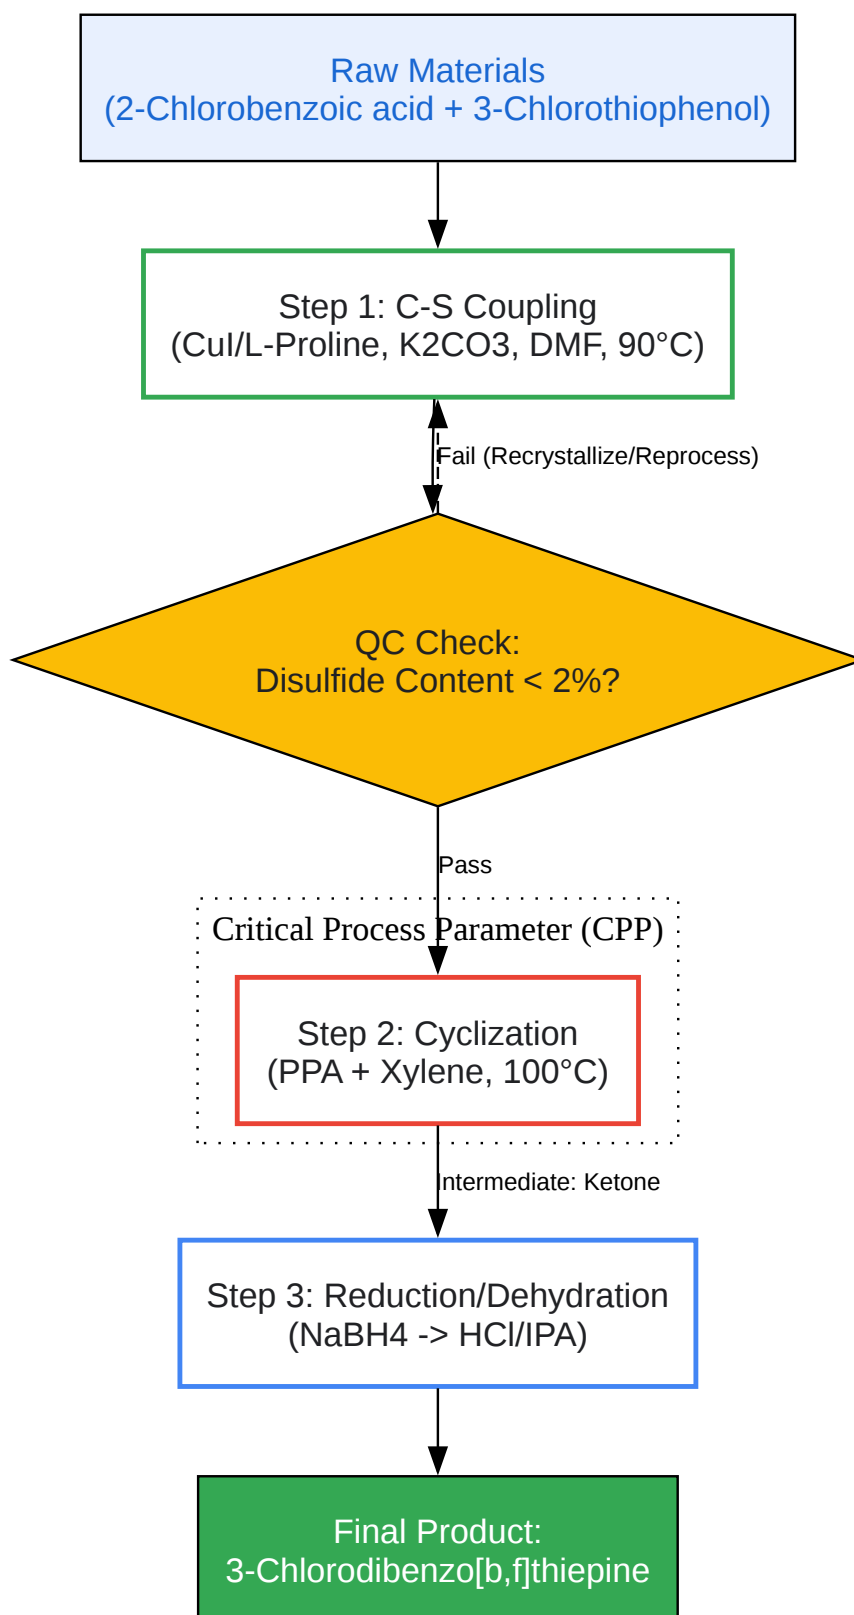 Raw Materials
(2-Chlorobenzoic acid + 3-Chlorothiophenol)
Step 1: C-S Coupling
(CuI/L-Proline, K2CO3, DMF, 90°C)
Fail (Recrystallize/Reprocess)
QC Check:
Disulfide Content < 2%?
Pass
Critical Process Parameter (CPP)
Step 2: Cyclization
(PPA + Xylene, 100°C)
Intermediate: Ketone
Step 3: Reduction/Dehydration
(NaBH4 -> HCl/IPA)
Final Product:
3-Chlorodibenzo[b,f]thiepine